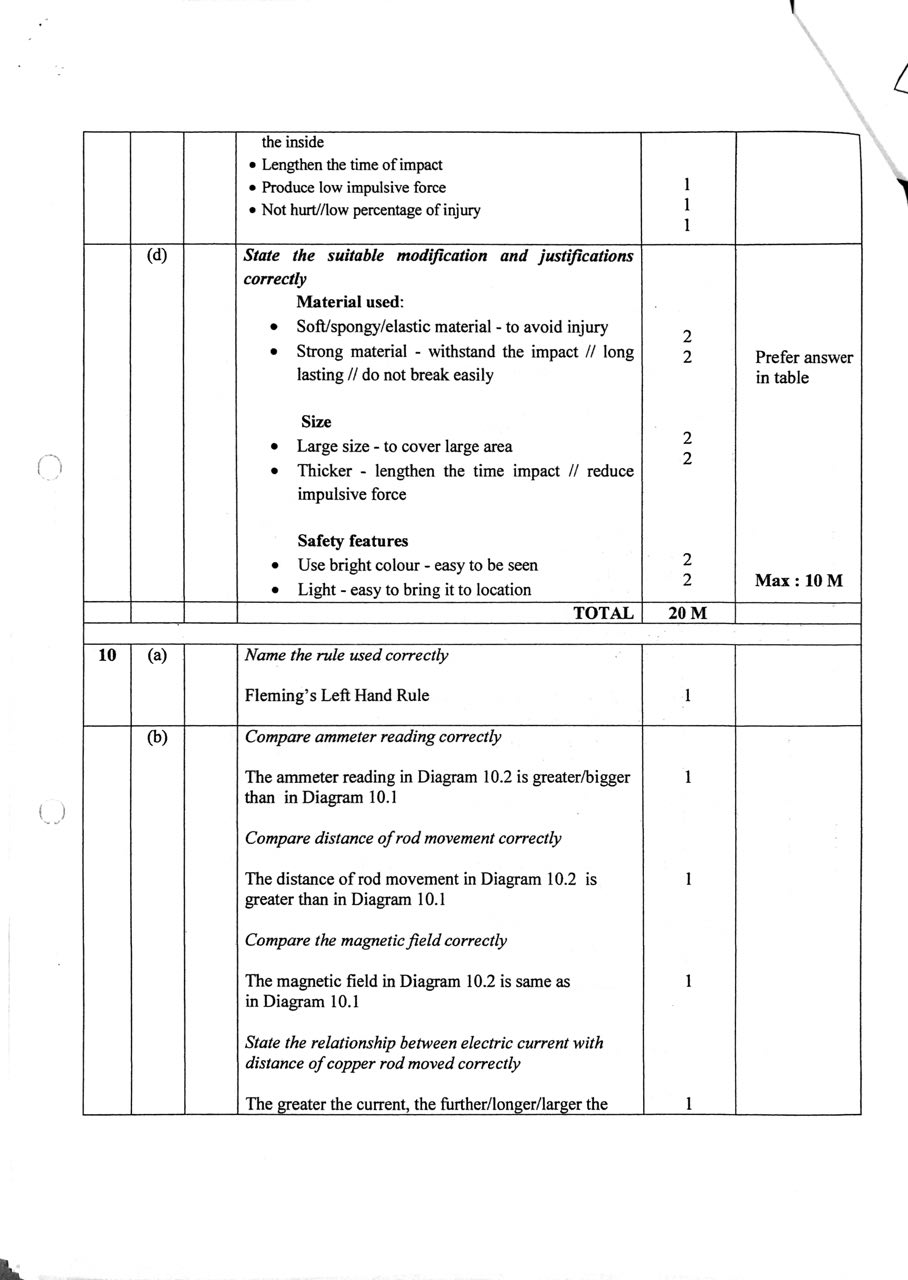 the inside
• Lengthen the time of impact
• Produce low impulsive force 1
• Not hurt//low percentage of injury 1
1
(d) State the suitable modification and justifications
correctly
Material used:
• Soft/spongy/elastic material - to avoid injury 2
• Strong material - withstand the impact // long 2 Prefer answer
lasting // do not break easily in table
Size
• Large size - to cover large area 2
• Thicker - lengthen the time impact // reduce 2
impulsive force
Safety features
• Use bright colour - easy to be seen 2
• Light - easy to bring it to location 2 Max : 10 M
TOTAL 20 M
10 (a) Name the rule used correctly
Fleming's Left Hand Rule 1
(b) Compare ammeter reading correctly
The ammeter reading in Diagram 10.2 is greater/bigger 1
than in Diagram 10.1
Compare distance of rod movement correctly
The distance of rod movement in Diagram 10.2 is 1
greater than in Diagram 10.1
Compare the magnetic field correctly
The magnetic field in Diagram 10.2 is same as 1
in Diagram 10.1
State the relationship between electric current with
distance of copper rod moved correctly
The greater the current, the further/longer/larger the 1